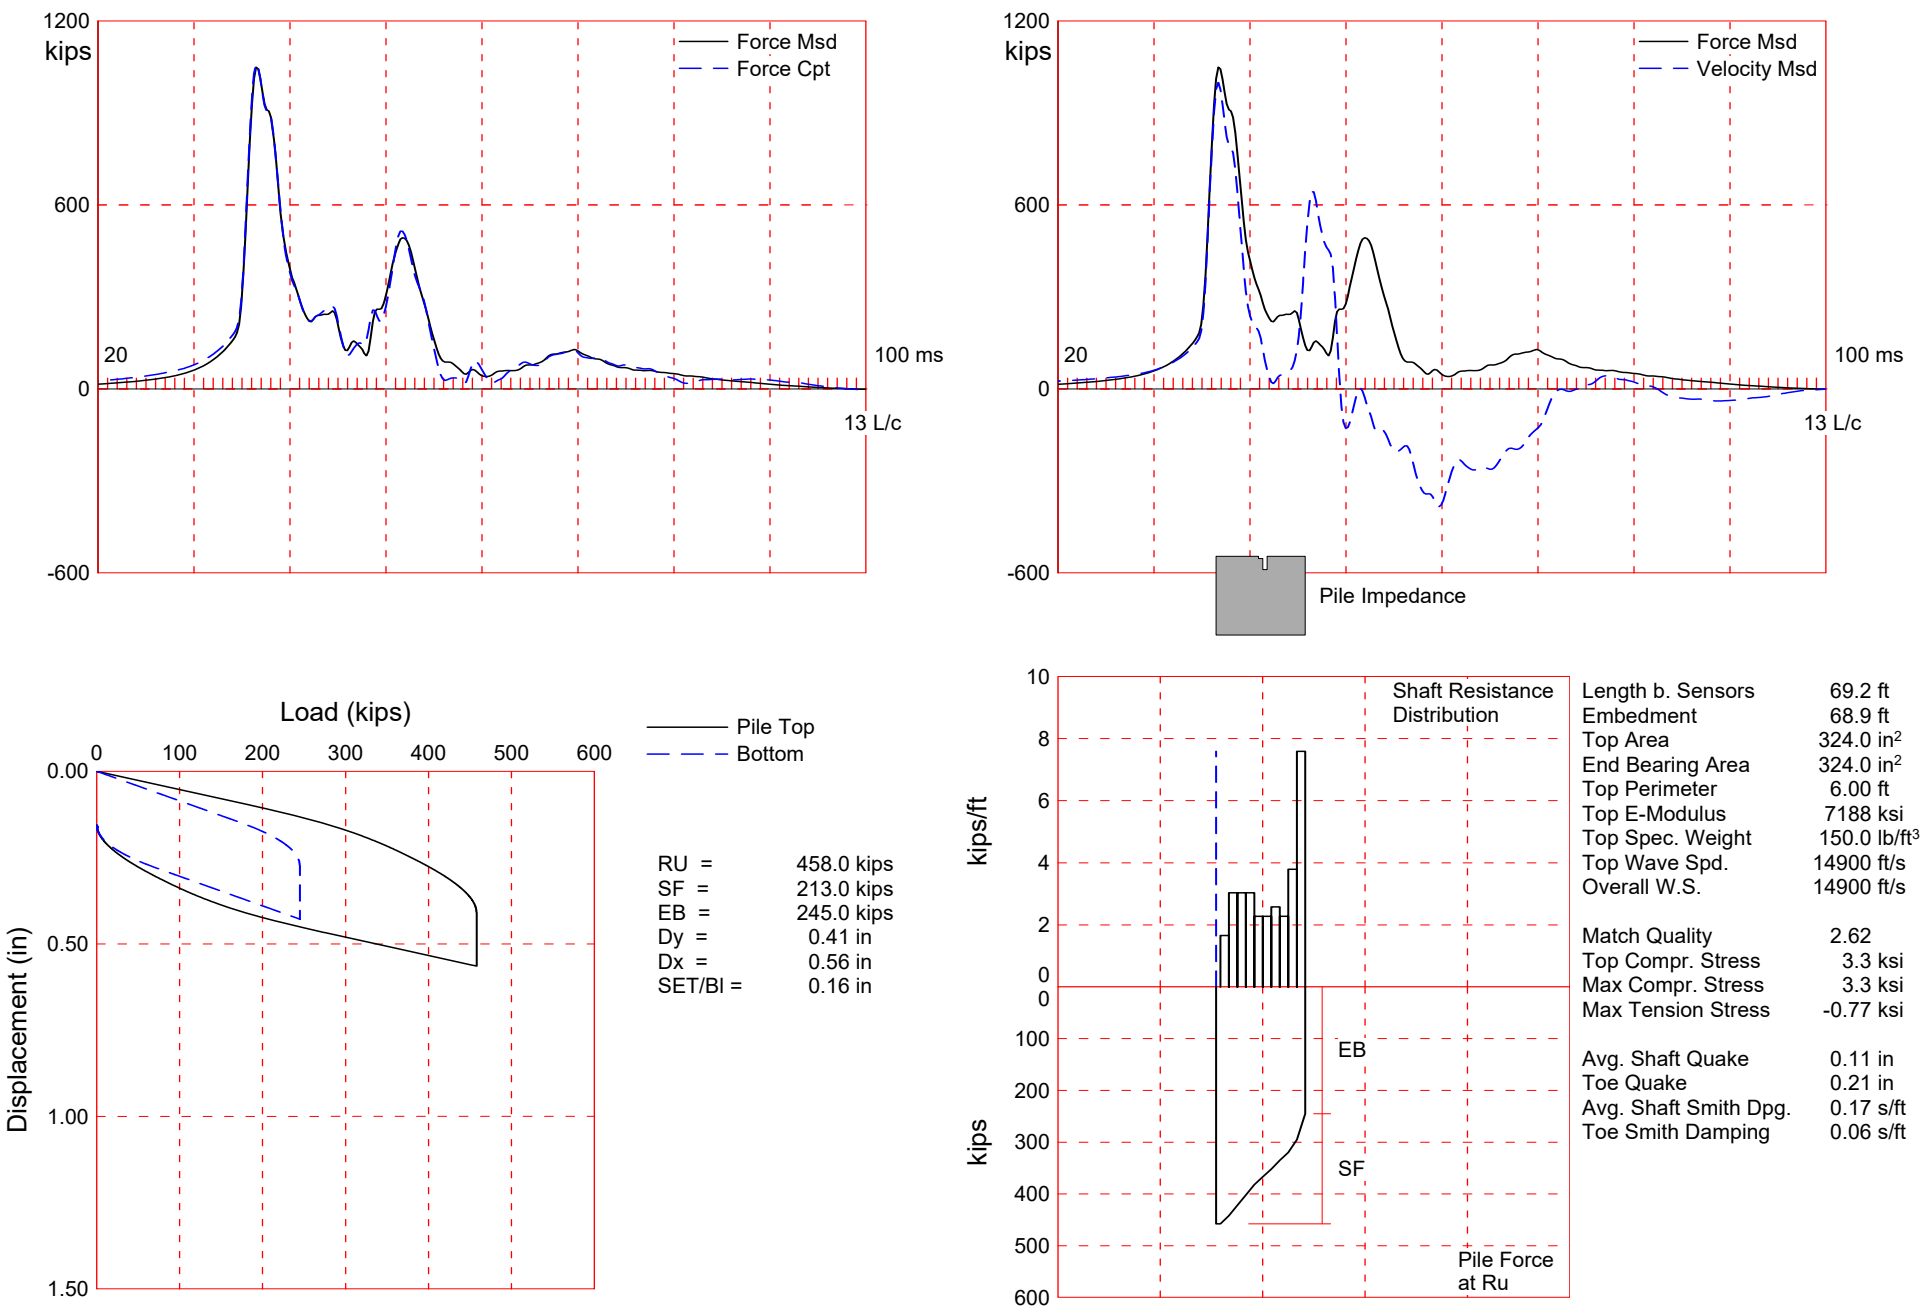 1200
kips
600
0
-600
Force Msd
Force Cpt
20
100 ms
13 L/c
1200
kips
600
0
-600
Force Msd
Velocity Msd
20
100 ms
13 L/c
Pile Impedance
Load (kips)
0 100 200 300 400 500 600
0.00
0.50
1.00
1.50
Displacement (in)
Pile Top
Bottom
RU = 458.0 kips
SF = 213.0 kips
EB = 245.0 kips
Dy = 0.41 in
Dx = 0.56 in
SET/Bl = 0.16 in
10
8
6
4
2
0
kips/ft
Shaft Resistance
Distribution
0
100
200
300
400
500
600
kips
EB
SF
Pile Force
at Ru
Length b. Sensors 69.2 ft
Embedment 68.9 ft
Top Area 324.0 in²
End Bearing Area 324.0 in²
Top Perimeter 6.00 ft
Top E-Modulus 7188 ksi
Top Spec. Weight 150.0 lb/ft³
Top Wave Spd. 14900 ft/s
Overall W.S. 14900 ft/s
Match Quality 2.62
Top Compr. Stress 3.3 ksi
Max Compr. Stress 3.3 ksi
Max Tension Stress -0.77 ksi
Avg. Shaft Quake 0.11 in
Toe Quake 0.21 in
Avg. Shaft Smith Dpg. 0.17 s/ft
Toe Smith Damping 0.06 s/ft